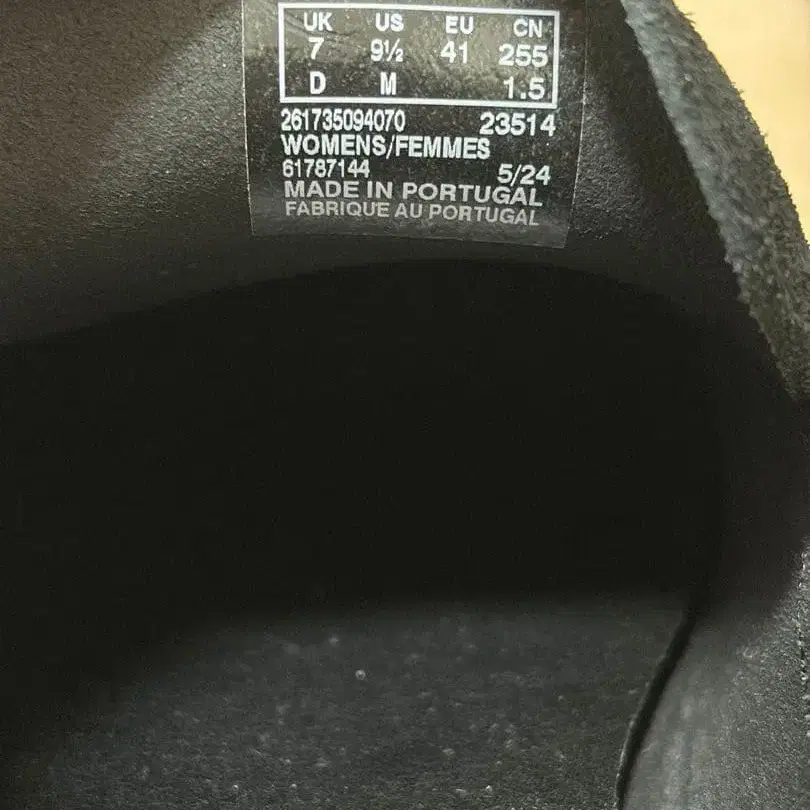 UK US EU CN
7 9½ 41 255
D M 1.5
261735094070 23514
WOMENS/FEMMES
61787144 5/24
MADE IN PORTUGAL
FABRIQUE AU PORTUGAL